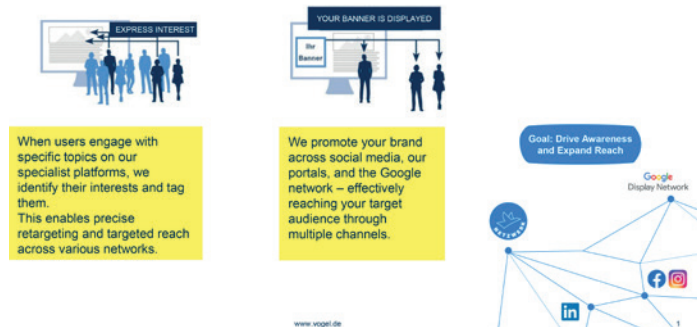 EXPRESS INTEREST
When users engage with
specific topics on our
specialist platforms, we
identify their interests and tag
them.
This enables precise
retargeting and targeted reach
across various networks.
YOUR BANNER IS DISPLAYED
Ihr
Banner
We promote your brand
across social media, our
portals, and the Google
network – effectively
reaching your target
audience through
multiple channels.
Goal: Drive Awareness
and Expand Reach
Google
Display Network
NETZWERK
in
www.vogel.de
1